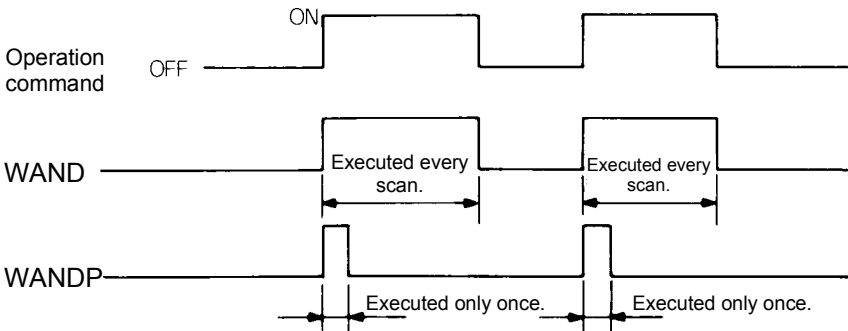 ON
Operation
command
OFF
WAND
Executed every
scan.
Executed every
scan.
WANDP
Executed only once.
Executed only once.